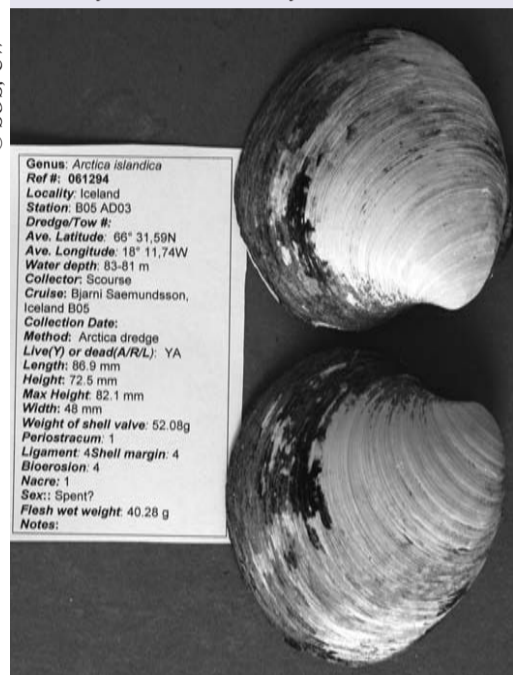 Genus: Arctica islandica
Ref #: 061294
Locality: Iceland
Station: B05 AD03
Dredge/Tow #:
Ave. Latitude: 66° 31,59N
Ave. Longitude: 18° 11,74W
Water depth: 83-81 m
Collector: Scourse
Cruise: Bjarni Saemundsson,
Iceland B05
Collection Date:
Method: Arctica dredge
Live(Y) or dead(A/R/L): YA
Length: 86.9 mm
Height: 72.5 mm
Max Height: 82.1 mm
Width: 48 mm
Weight of shell valve: 52.08g
Periostracum: 1
Ligament: 4Shell margin: 4
Bioerosion: 4
Nacre: 1
Sex:: Spent?
Flesh wet weight: 40.28 g
Notes: